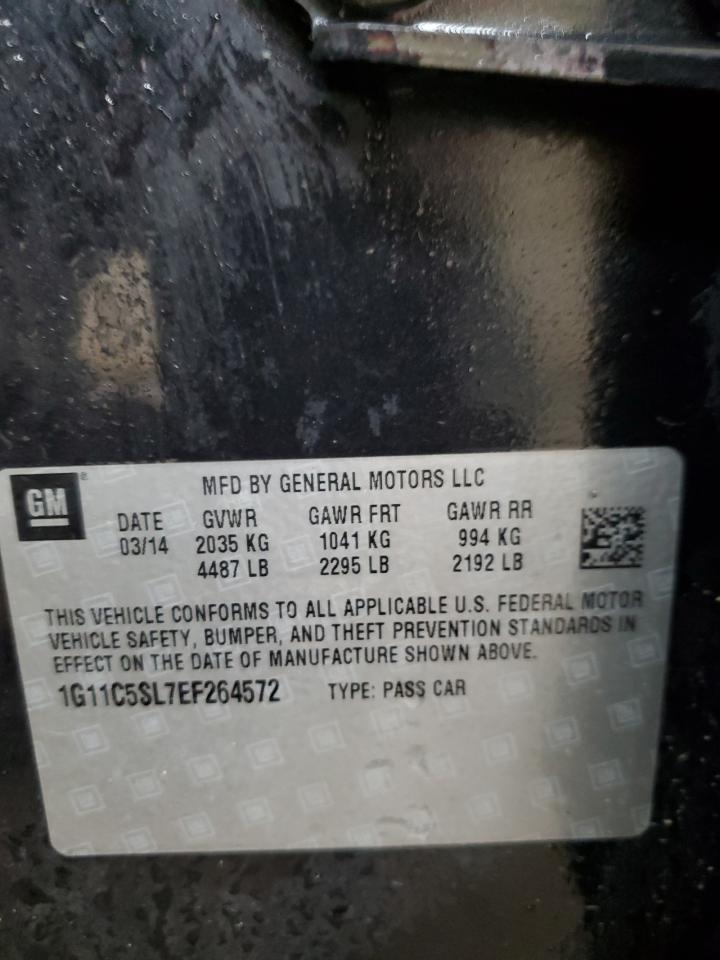 GM ® MFD BY GENERAL MOTORS LLC
DATE GVWR GAWR FRT GAWR RR
03/14 2035 KG 1041 KG 994 KG
4487 LB 2295 LB 2192 LB
THIS VEHICLE CONFORMS TO ALL APPLICABLE U.S. FEDERAL MOTOR
VEHICLE SAFETY, BUMPER, AND THEFT PREVENTION STANDARDS IN
EFFECT ON THE DATE OF MANUFACTURE SHOWN ABOVE.
1G11C5SL7EF264572 TYPE: PASS CAR